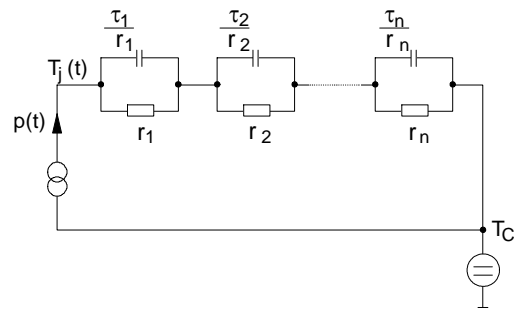 τ1 τ2 τn
r1 r2 rn
Tj (t)
p(t)
r1 r2 rn
TC